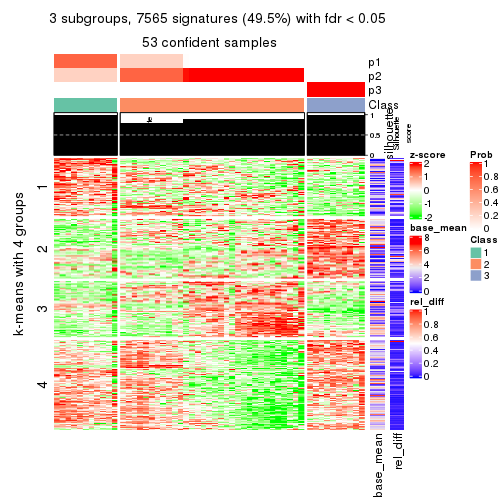 3 subgroups, 7565 signatures (49.5%) with fdr < 0.05
53 confident samples
p1
p2
p3
Class
1
0.5
0
silhouette
Silhouette
score
k-means with 4 groups
1
2
3
4
base_mean
rel_diff
z-score
2
1
0
-1
-2
base_mean
8
6
4
2
0
rel_diff
1
0.8
0.6
0.4
0.2
0
Prob
1
0.8
0.6
0.4
0.2
0
Class
1
2
3